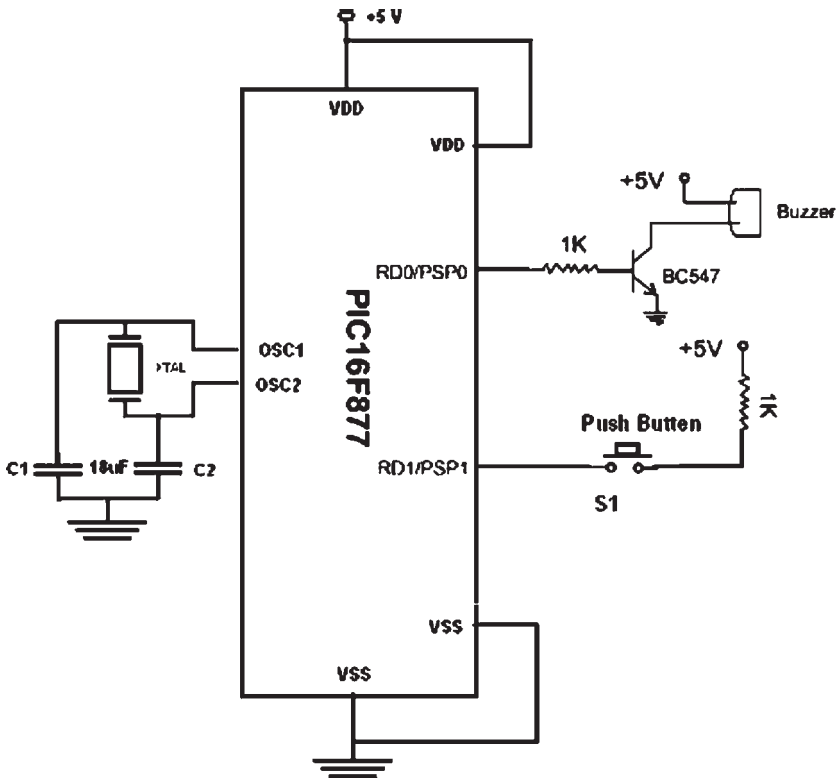 +5 V
VDD
VDD
+5V
Buzzer
1K
RD0/PSP0
BC547
PIC16F877
+5V
OSC1
XTAL
OSC2
1K
Push Butten
C1
18uF
C2
RD1/PSP1
S1
VSS
VSS